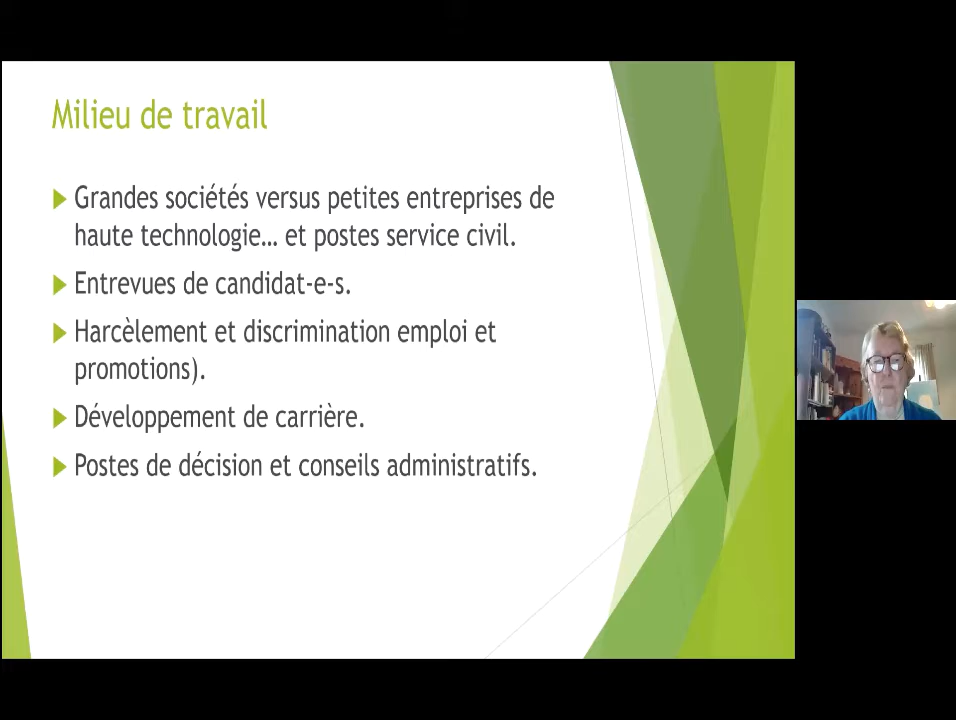 Milieu de travail
Grandes sociétés versus petites entreprises de
haute technologie… et postes service civil.
Entrevues de candidat-e-s.
Harcèlement et discrimination emploi et
promotions).
Développement de carrière.
Postes de décision et conseils administratifs.